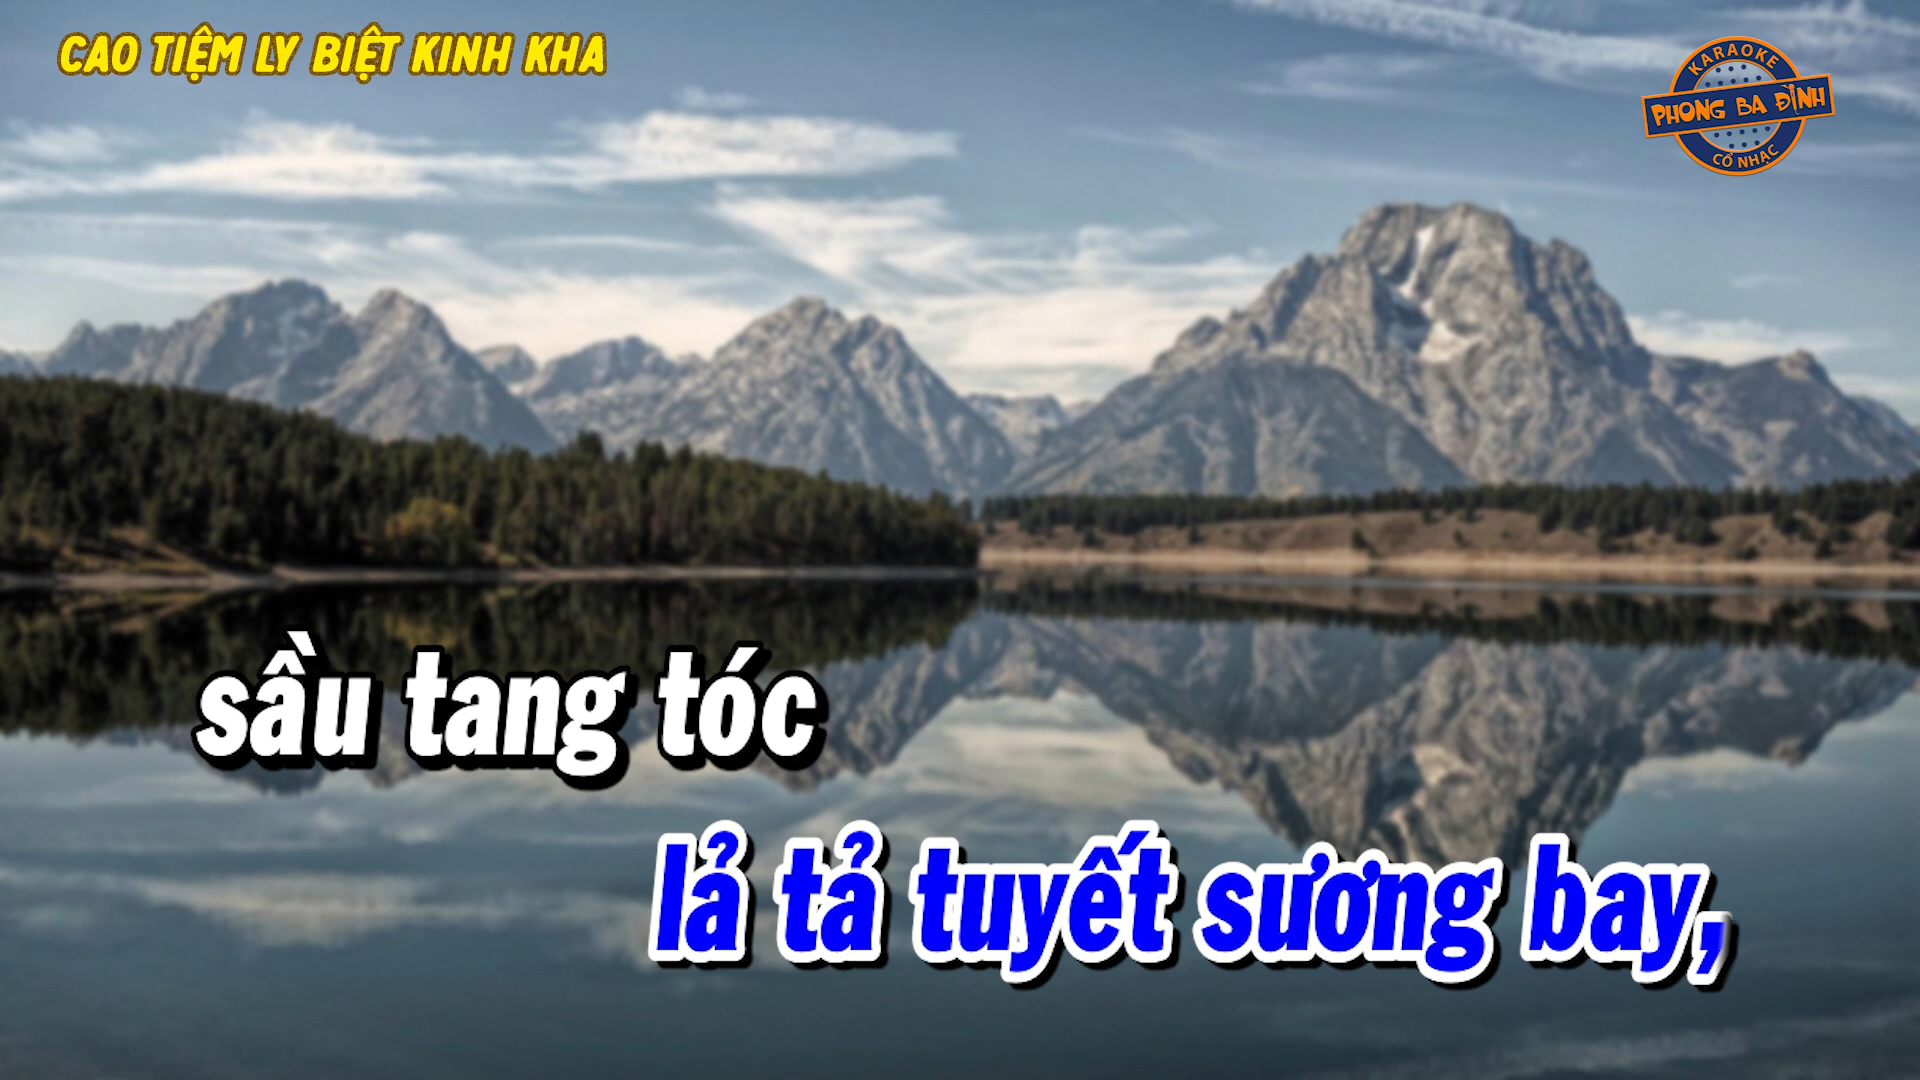 CAO TIỆM LY BIỆT KINH KHA
KARAOKE
PHONG BA ĐÌNH
CỔ NHẠC
sầu tang tóc
lả tả tuyết sương bay,